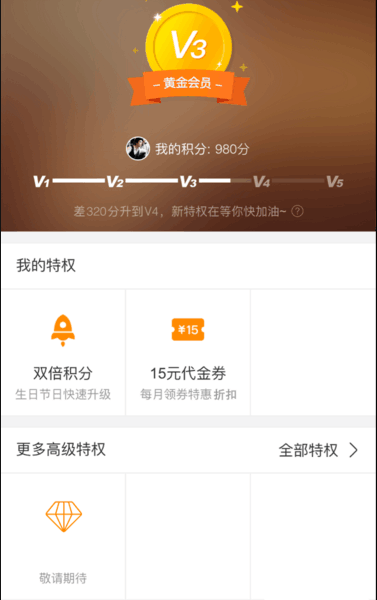 V3
黄金会员
我的积分: 980分
V1 V2 V3 V4 V5
差320分升到V4，新特权在等你快加油~ ?
我的特权
¥15
双倍积分 15元代金券
生日节日快速升级 每月领券特惠折扣
更多高级特权 全部特权
敬请期待